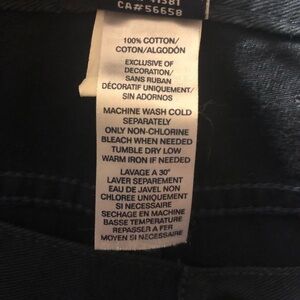 CA#56658
100% COTTON/
COTON/ALGODÓN
EXCLUSIVE OF
DECORATION/
SANS RUBAN
DÉCORATIF UNIQUEMENT/
SIN ADORNOS
MACHINE WASH COLD
SEPARATELY
ONLY NON-CHLORINE
BLEACH WHEN NEEDED
TUMBLE DRY LOW
WARM IRON IF NEEDED
LAVAGE A 30°
LAVER SEPAREMENT
EAU DE JAVEL NON
CHLOREE UNIQUEMENT
SI NECESSAIRE
SECHAGE EN MACHINE
BASSE TEMPERATURE
REPASSER A FER
MOYEN SI NECESSAIRE